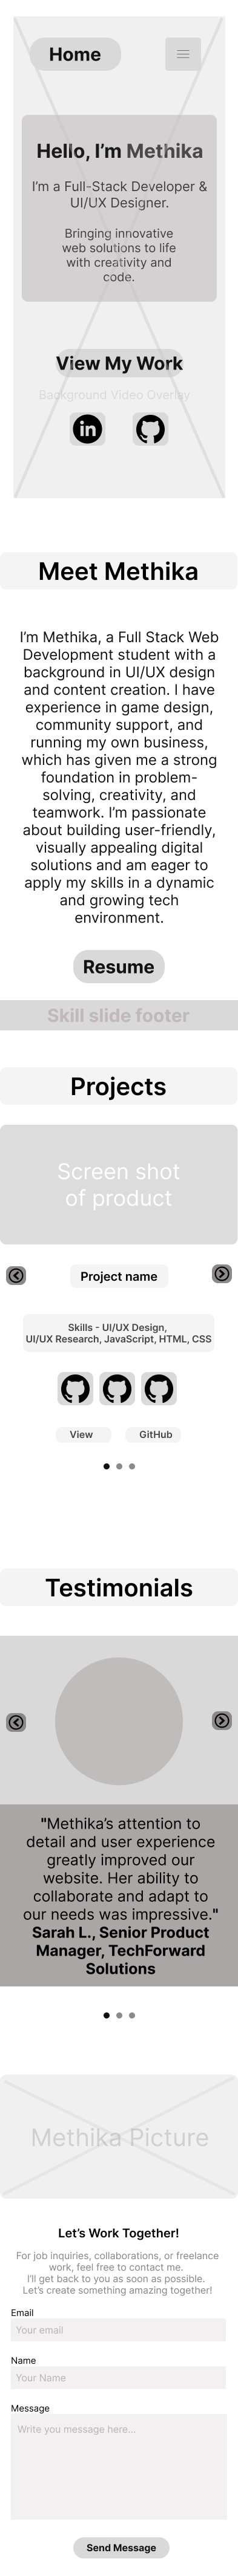 Home
Hello, I'm Methika
I'm a Full-Stack Developer &
UI/UX Designer.
Bringing innovative
web solutions to life
with creativity and
code.
View My Work
Background Video Overlay
in
Meet Methika
I'm Methika, a Full Stack Web
Development student with a
background in UI/UX design
and content creation. I have
experience in game design,
community support, and
running my own business,
which has given me a strong
foundation in problem-
solving, creativity, and
teamwork. I'm passionate
about building user-friendly,
visually appealing digital
solutions and am eager to
apply my skills in a dynamic
and growing tech
environment.
Resume
Skill slide footer
Projects
Screen shot
of product
Project name
Skills - UI/UX Design,
UI/UX Research, JavaScript, HTML, CSS
View GitHub
Testimonials
"Methika's attention to
detail and user experience
greatly improved our
website. Her ability to
collaborate and adapt to
our needs was impressive."
Sarah L., Senior Product
Manager, TechForward
Solutions
Methika Picture
Let's Work Together!
For job inquiries, collaborations, or freelance
work, feel free to contact me.
I'll get back to you as soon as possible.
Let's create something amazing together!
Email
Your email
Name
Your Name
Message
Write you message here...
Send Message